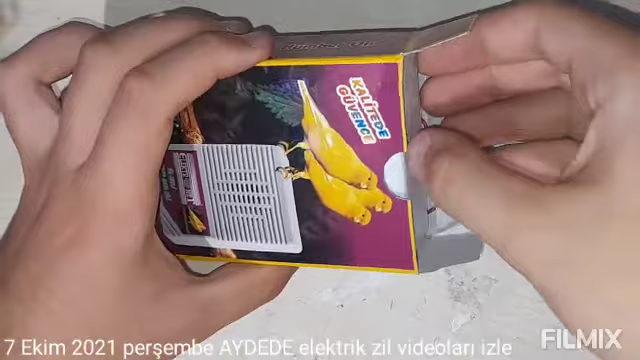 KALİTEDE
GÜVENCE
7 Ekim 2021 perşembe AYDEDE elektrik zil videoları izle
FILMIX